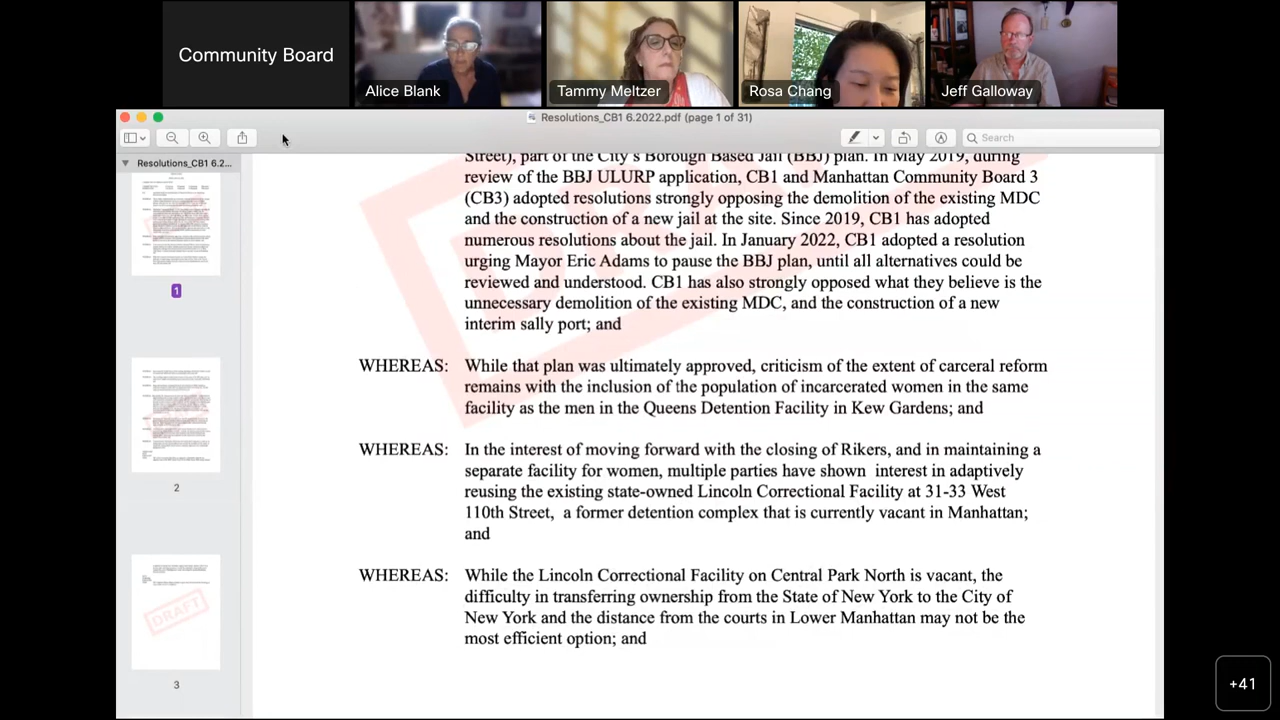 Community Board
Alice Blank
Tammy Meltzer
Rosa Chang
Jeff Galloway
Resolutions_CB1 6.2022.pdf (page 1 of 31)
Search
Resolutions_CB1 6.2...
1
2
DRAFT
3
Street), part of the City's Borough Based Jail (BBJ) plan. In May 2019, during
review of the BBJ ULURP application, CB1 and Manhattan Community Board 3
(CB3) adopted resolutions strongly opposing the demolition of the existing MDC
and the construction of a new jail at the site. Since 2019, CB1 has adopted
numerous resolutions about the jail. In January 2022, CB1 adopted a resolution
urging Mayor Eric Adams to pause the BBJ plan, until all alternatives could be
reviewed and understood. CB1 has also strongly opposed what they believe is the
unnecessary demolition of the existing MDC, and the construction of a new
interim sally port; and
WHEREAS: While that plan was ultimately approved, criticism of the extent of carceral reform
remains with the inclusion of the population of incarcerated women in the same
facility as the men in the Queens Detention Facility in Kew Gardens; and
WHEREAS: In the interest of moving forward with the closing of Rikers, and in maintaining a
separate facility for women, multiple parties have shown interest in adaptively
reusing the existing state-owned Lincoln Correctional Facility at 31-33 West
110th Street, a former detention complex that is currently vacant in Manhattan;
and
WHEREAS: While the Lincoln Correctional Facility on Central Park North is vacant, the
difficulty in transferring ownership from the State of New York to the City of
New York and the distance from the courts in Lower Manhattan may not be the
most efficient option; and
+41